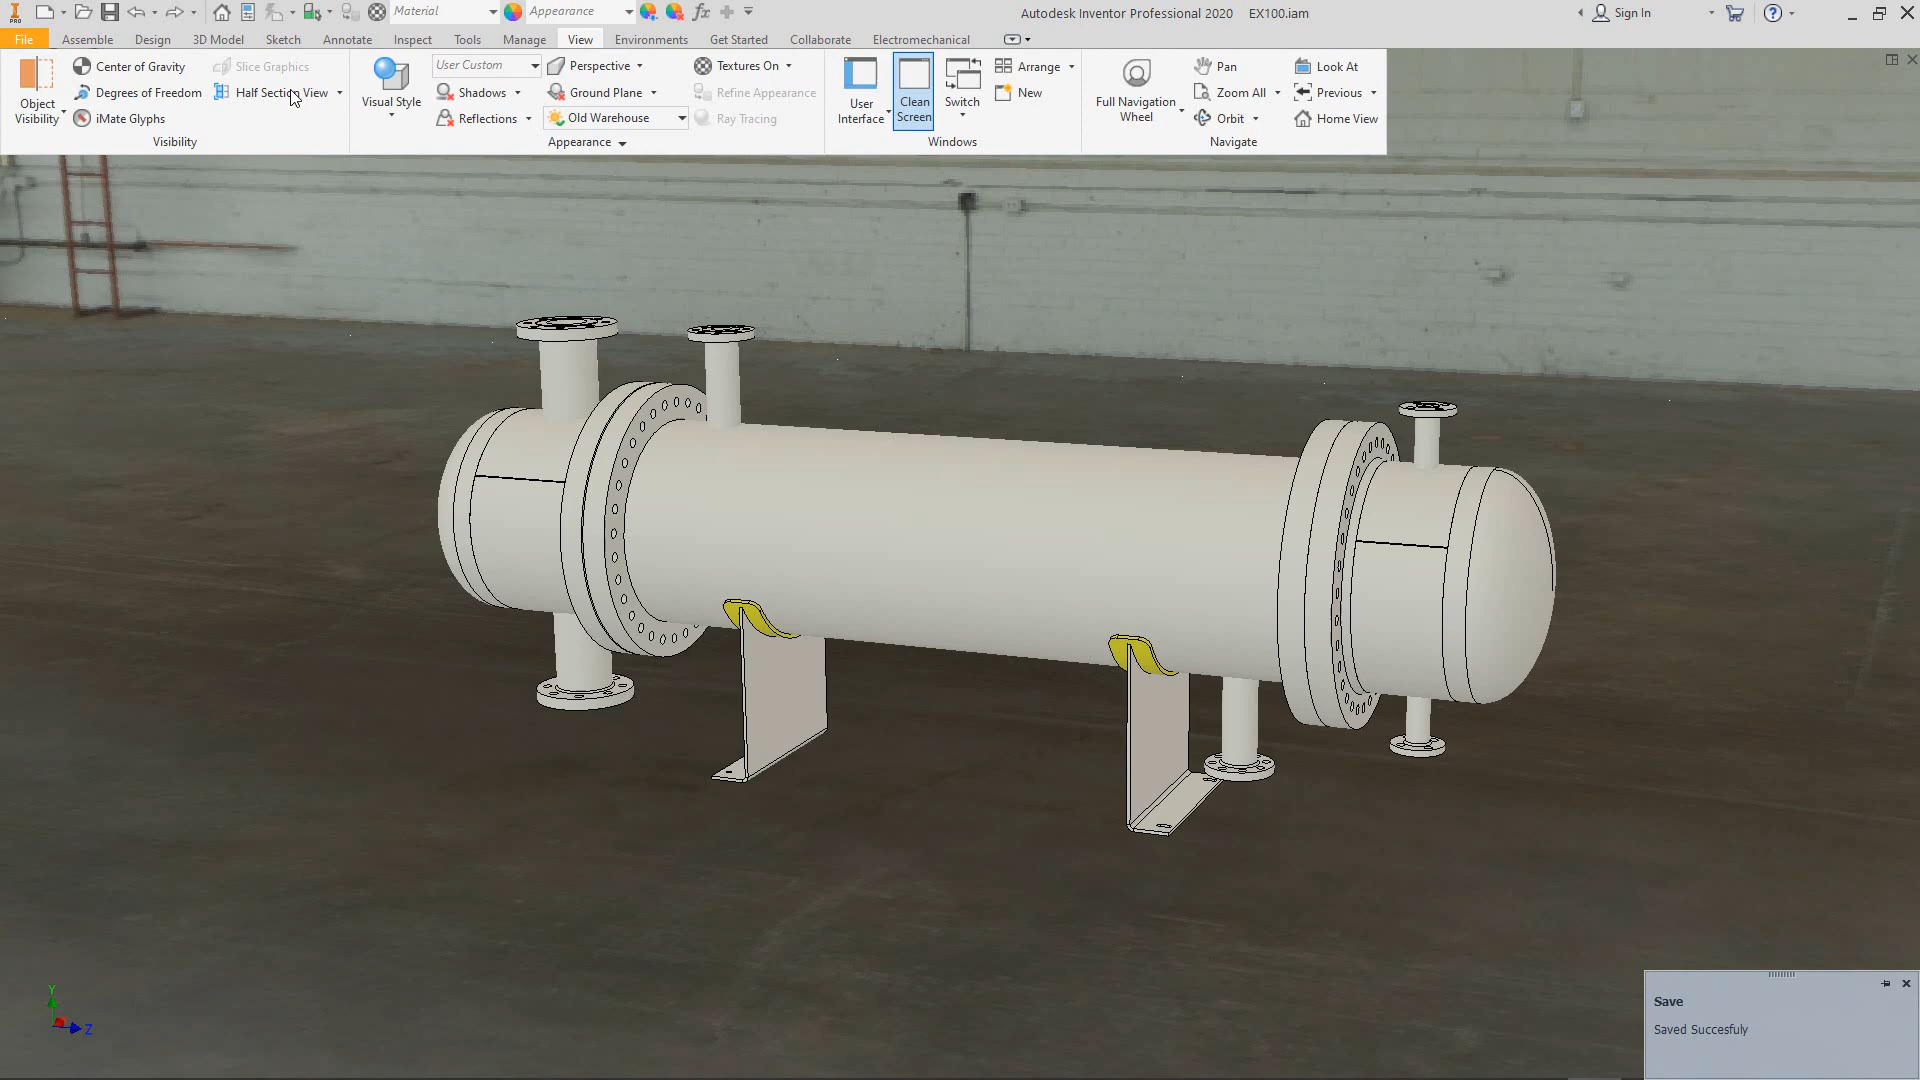 PRO
Material
Appearance
fx
Autodesk Inventor Professional 2020 EX100.iam
Sign In
File Assemble Design 3D Model Sketch Annotate Inspect Tools Manage View Environments Get Started Collaborate Electromechanical
Object Visibility
Center of Gravity
Degrees of Freedom
iMate Glyphs
Slice Graphics
Half Section View
Visibility
Visual Style
User Custom
Shadows
Reflections
Perspective
Ground Plane
Old Warehouse
Textures On
Refine Appearance
Ray Tracing
Appearance
User Interface
Clean Screen
Switch
Arrange
New
Windows
Full Navigation Wheel
Pan
Zoom All
Orbit
Look At
Previous
Home View
Navigate
Y
Z
Save
Saved Succesfuly